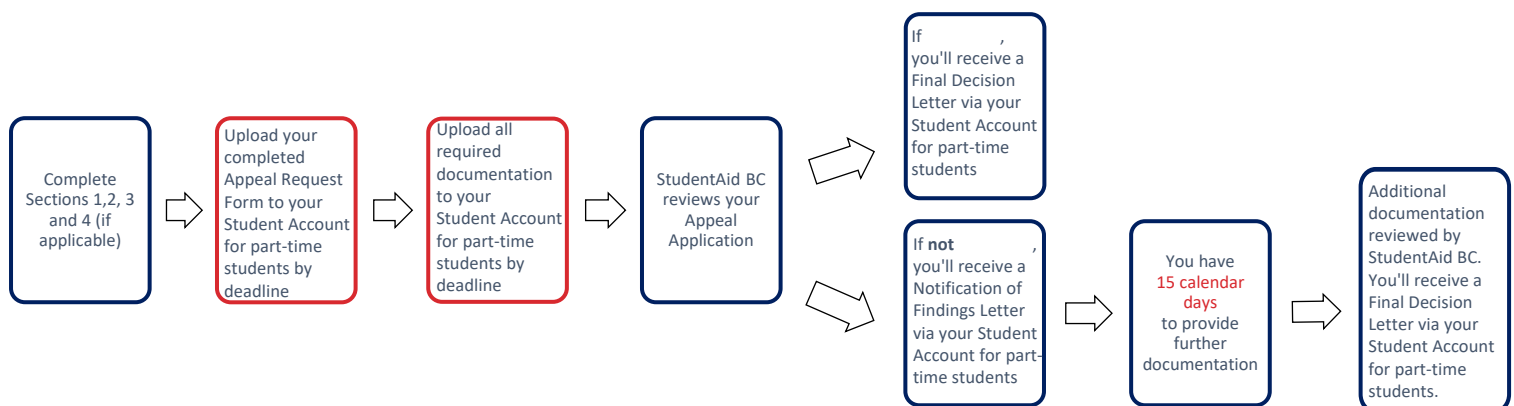 Complete
Sections 1,2, 3
and 4 (if
applicable)
Upload your
completed
Appeal Request
Form to your
Student Account
for part-time
students by
deadline
Upload all
required
documentation
to your
Student Account
for part-time
students by
deadline
StudentAid BC
reviews your
Appeal
Application
If ,
you'll receive a
Final Decision
Letter via your
Student Account
for part-time
students
If not ,
you'll receive a
Notification of
Findings Letter
via your Student
Account for part-
time students
You have
15 calendar
days
to provide
further
documentation
Additional
documentation
reviewed by
StudentAid BC.
You'll receive a
Final Decision
Letter via your
Student Account
for part-time
students.